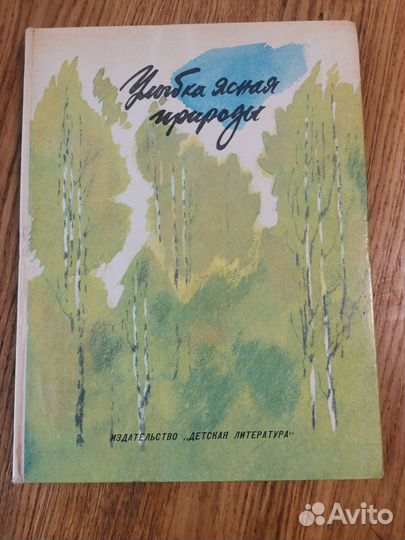 Улыбка ясная
природы
ИЗДАТЕЛЬСТВО „ДЕТСКАЯ ЛИТЕРАТУРА“
Avito